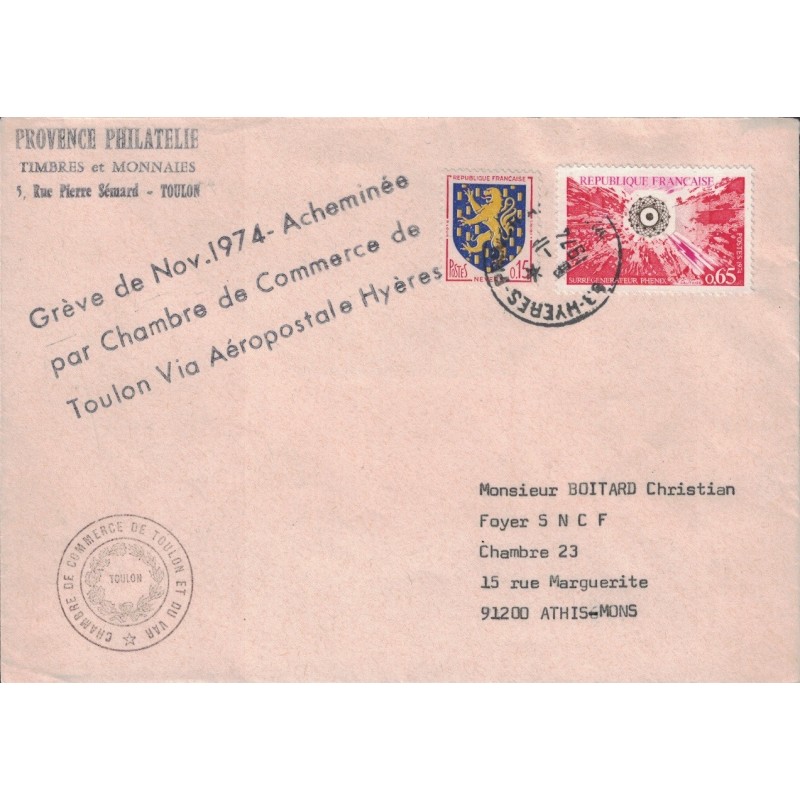 PROVENCE PHILATELIE
TIMBRES et MONNAIES
5, Rue Pierre Sémard - TOULON
Grève de Nov.1974- Acheminée
par Chambre de Commerce de
Toulon Via Aéropostale Hyères
REPUBLIQUE FRANÇAISE
POSTES
0,15
REPUBLIQUE FRANÇAISE
POSTES 1974
SURREGENERATEUR PHENIX
0,65
HYERES
Monsieur BOITARD Christian
Foyer S N C F
Chambre 23
15 rue Marguerite
91200 ATHIS-MONS
CHAMBRE DE COMMERCE DE TOULON ET DU VAR
TOULON